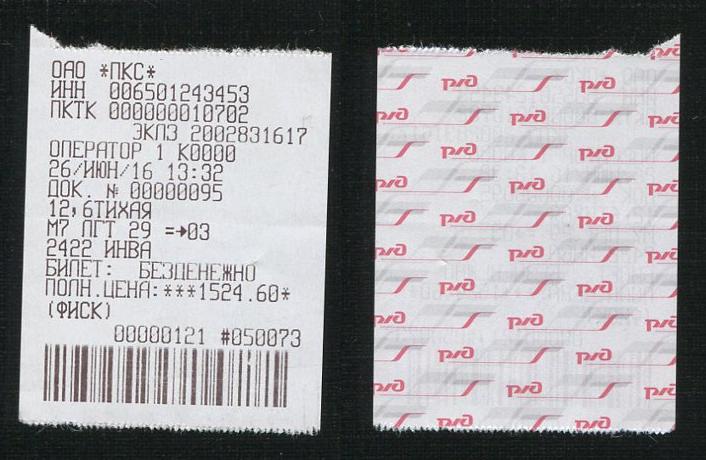 ОАО *ПКС*
ИНН 006501243453
ПКТК 000000010702
ЭКЛЗ 2002831617
ОПЕРАТОР 1 К0000
26/ИЮН/16 13:32
ДОК. № 00000095
12,6ТИХАЯ
М7 ЛГТ 29 =➔03
2422 ИНВА
БИЛЕТ: БЕЗДЕНЕЖНО
ПОЛН.ЦЕНА:***1524.60*
(ФИСК)
00000121 #050073